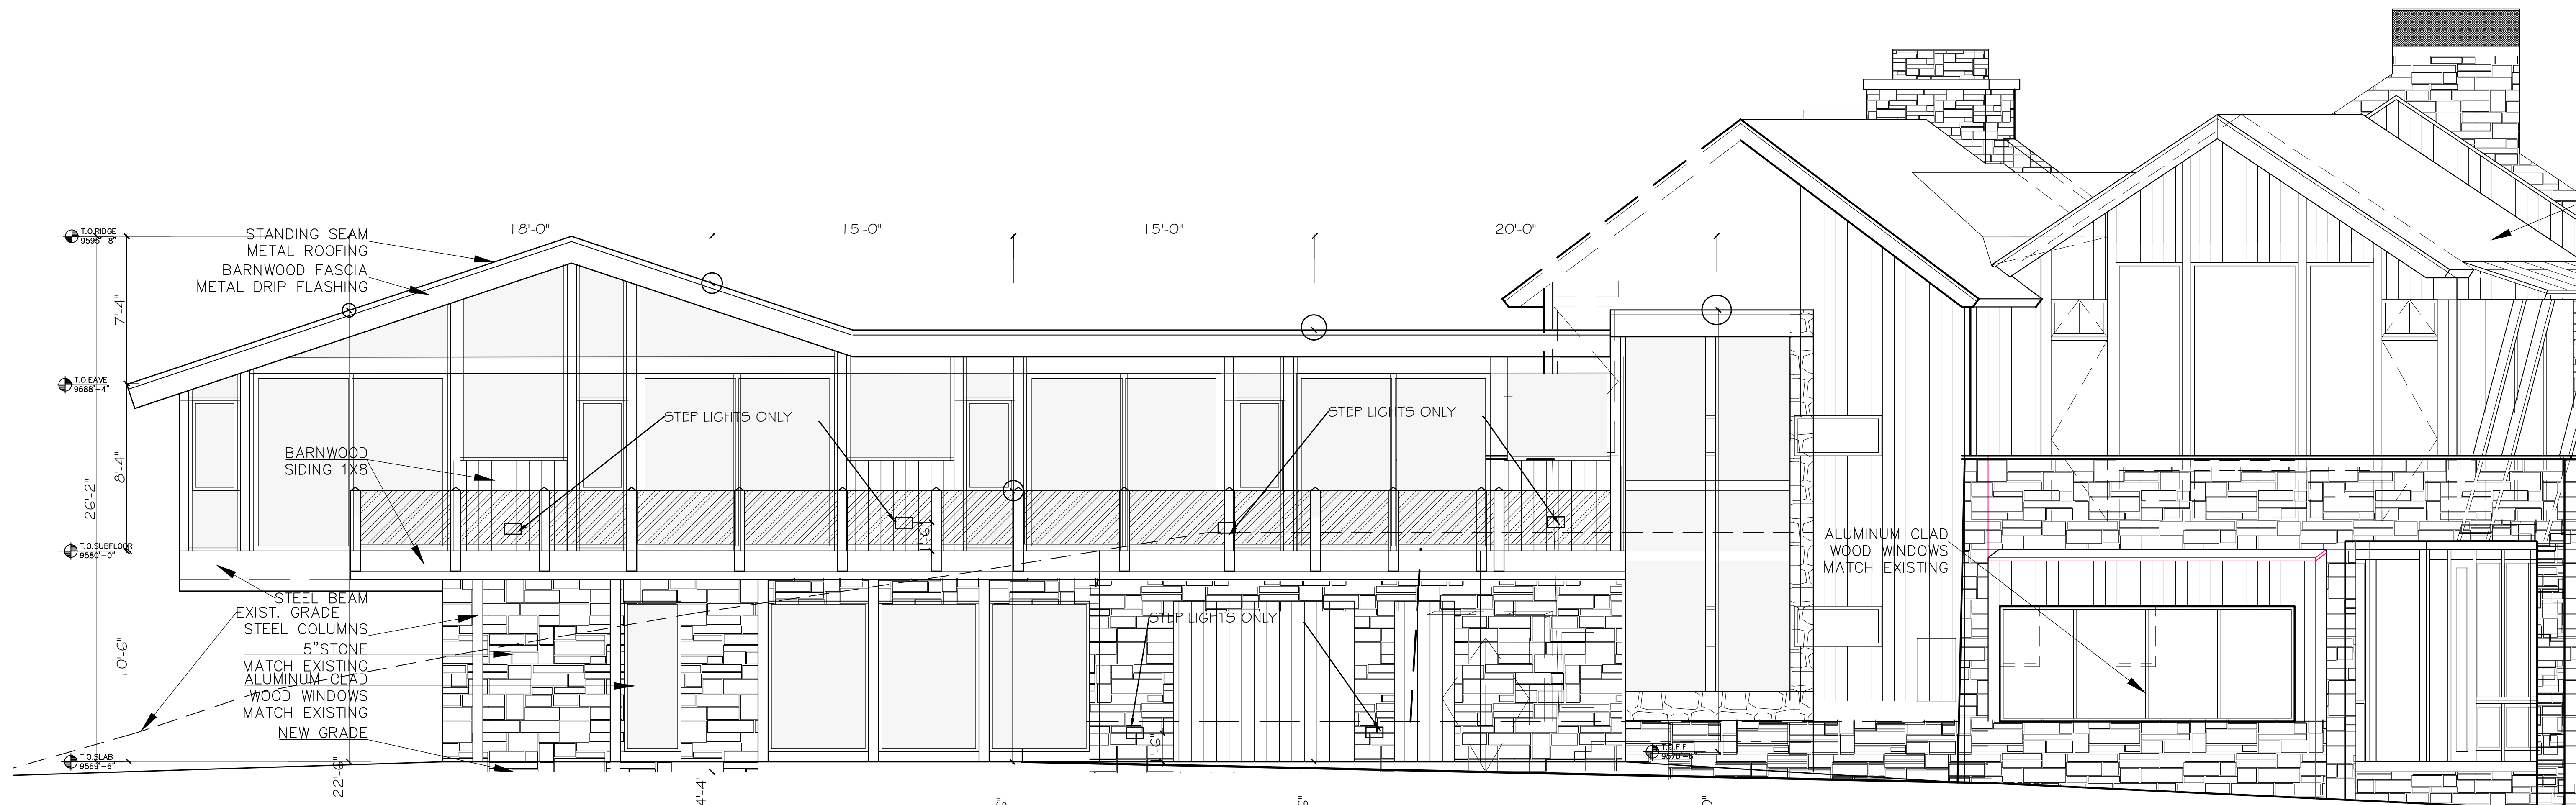 T.O.RIDGE
9595'-8"
STANDING SEAM
METAL ROOFING
BARNWOOD FASCIA
METAL DRIP FLASHING
18'-0"
15'-0"
15'-0"
20'-0"
7'-4"
T.O.EAVE
9588'-4"
8'-4"
26'-2"
BARNWOOD
SIDING 1X8
STEP LIGHTS ONLY
STEP LIGHTS ONLY
1'-6"
T.O.SUBFLOOR
9580'-0"
ALUMINUM CLAD
WOOD WINDOWS
MATCH EXISTING
STEEL BEAM
EXIST. GRADE
STEEL COLUMNS
5"STONE
MATCH EXISTING
ALUMINUM CLAD
WOOD WINDOWS
MATCH EXISTING
NEW GRADE
STEP LIGHTS ONLY
10'-6"
T.O.SLAB
9569'-6"
T.O.F.F
9570'-6"
22'-6"
4'-4"